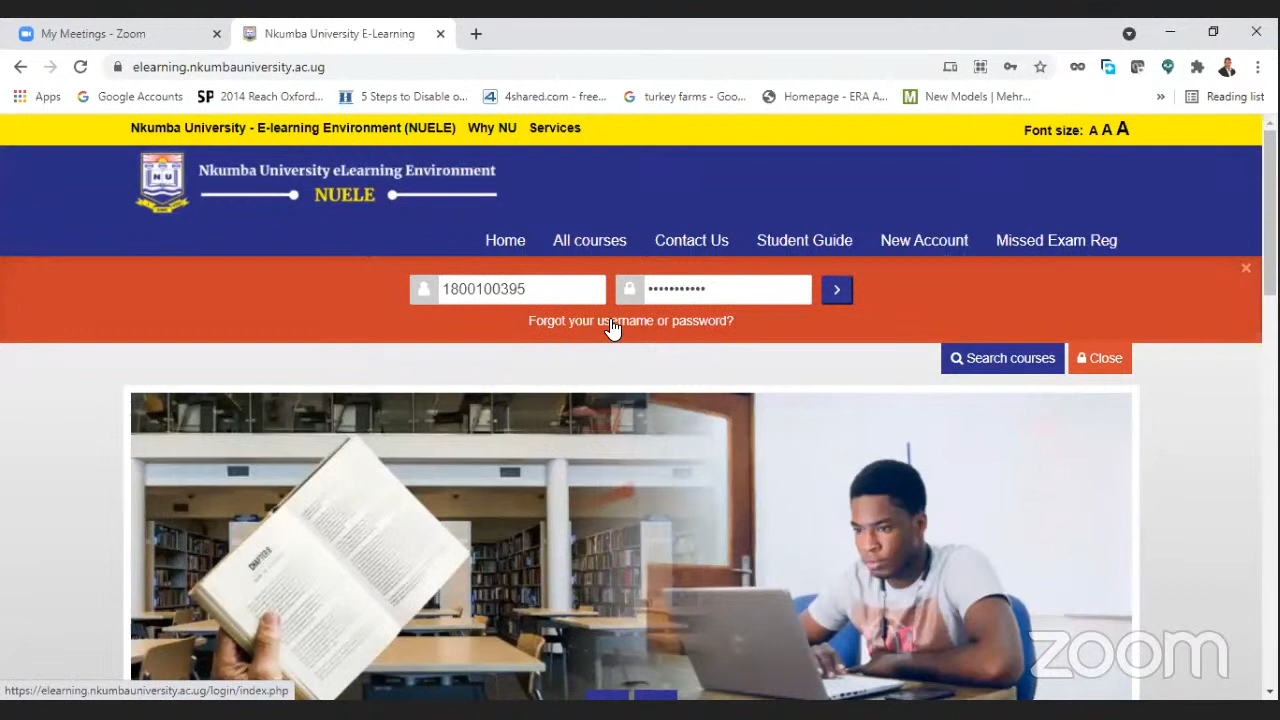 My Meetings - Zoom
Nkumba University E-Learning
elearning.nkumbauniversity.ac.ug
Apps
Google Accounts
SP 2014 Reach Oxford...
5 Steps to Disable o...
4shared.com - free...
turkey farms - Goo...
Homepage - ERA A...
New Models | Mehr...
»
Reading list
Nkumba University - E-learning Environment (NUELE) Why NU Services
Font size: A A A
Nkumba University eLearning Environment
NUELE
NU
Home All courses Contact Us Student Guide New Account Missed Exam Reg
1800100395
•••••••••••
Forgot your username or password?
Search courses
Close
CHAPTER
zoom
https://elearning.nkumbauniversity.ac.ug/login/index.php